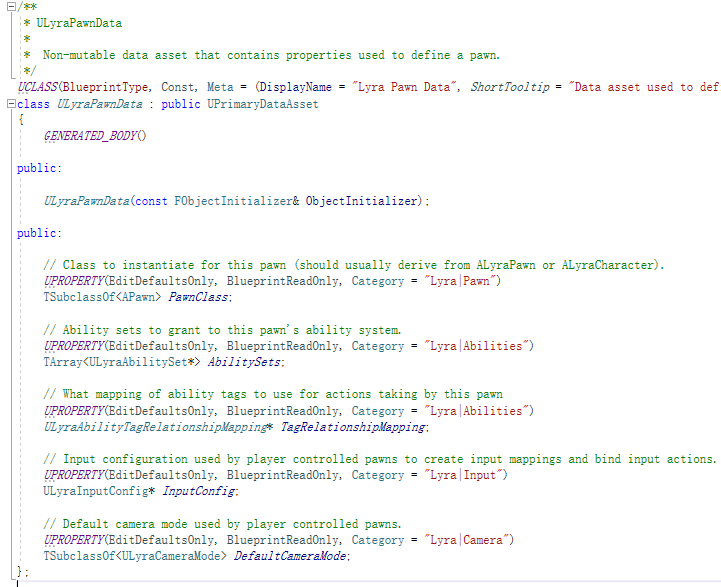 /**
 * ULyraPawnData
 *
 *  Non-mutable data asset that contains properties used to define a pawn.
 */
UCLASS(BlueprintType, Const, Meta = (DisplayName = "Lyra Pawn Data", ShortTooltip = "Data asset used to def
class ULyraPawnData : public UPrimaryDataAsset
{
    GENERATED_BODY()

public:

    ULyraPawnData(const FObjectInitializer& ObjectInitializer);

public:

    // Class to instantiate for this pawn (should usually derive from ALyraPawn or ALyraCharacter).
    UPROPERTY(EditDefaultsOnly, BlueprintReadOnly, Category = "Lyra|Pawn")
    TSubclassOf<APawn> PawnClass;

    // Ability sets to grant to this pawn's ability system.
    UPROPERTY(EditDefaultsOnly, BlueprintReadOnly, Category = "Lyra|Abilities")
    TArray<ULyraAbilitySet*> AbilitySets;

    // What mapping of ability tags to use for actions taking by this pawn
    UPROPERTY(EditDefaultsOnly, BlueprintReadOnly, Category = "Lyra|Abilities")
    ULyraAbilityTagRelationshipMapping* TagRelationshipMapping;

    // Input configuration used by player controlled pawns to create input mappings and bind input actions.
    UPROPERTY(EditDefaultsOnly, BlueprintReadOnly, Category = "Lyra|Input")
    ULyraInputConfig* InputConfig;

    // Default camera mode used by player controlled pawns.
    UPROPERTY(EditDefaultsOnly, BlueprintReadOnly, Category = "Lyra|Camera")
    TSubclassOf<ULyraCameraMode> DefaultCameraMode;
};